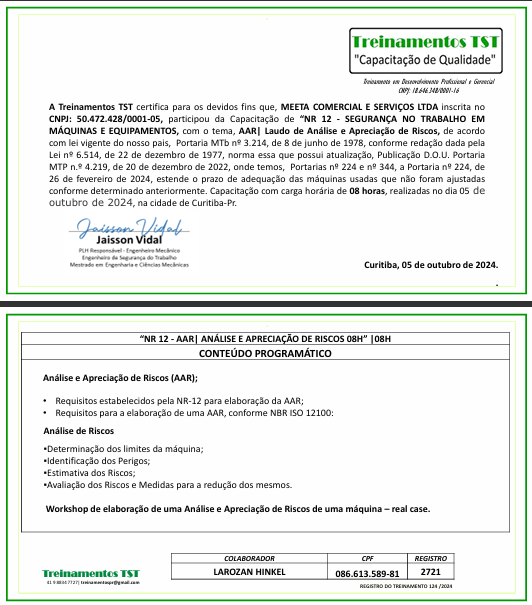 Treinamentos TST
"Capacitação de Qualidade"
Treinamento em Desenvolvimento Profissional e Gerencial
CNPJ: 18.646.348/0001-16
A Treinamentos TST certifica para os devidos fins que, MEETA COMERCIAL E SERVIÇOS LTDA inscrita no
CNPJ: 50.472.428/0001-05, participou da Capacitação de “NR 12 - SEGURANÇA NO TRABALHO EM
MÁQUINAS E EQUIPAMENTOS, com o tema, AAR| Laudo de Análise e Apreciação de Riscos, de acordo
com lei vigente do nosso pais, Portaria MTb nº 3.214, de 8 de junho de 1978, conforme redação dada pela
Lei nº 6.514, de 22 de dezembro de 1977, norma essa que possui atualização, Publicação D.O.U. Portaria
MTP n.º 4.219, de 20 de dezembro de 2022, onde temos, Portarias nº 224 e nº 344, a Portaria nº 224, de
26 de fevereiro de 2024, estende o prazo de adequação das máquinas usadas que não foram ajustadas
conforme determinado anteriormente. Capacitação com carga horária de 08 horas, realizadas no dia 05 de
outubro de 2024, na cidade de Curitiba-Pr.
Jaisson Vidal
Jaisson Vidal
PLH Responsável - Engenheiro Mecânico
Engenheiro de Segurança do Trabalho
Mestrado em Engenharia e Ciências Mecânicas
Curitiba, 05 de outubro de 2024.
.
“NR 12 - AAR| ANÁLISE E APRECIAÇÃO DE RISCOS 08H” |08H
CONTEÚDO PROGRAMÁTICO
Análise e Apreciação de Riscos (AAR);
• Requisitos estabelecidos pela NR-12 para elaboração da AAR;
• Requisitos para a elaboração de uma AAR, conforme NBR ISO 12100:
Análise de Riscos
•Determinação dos limites da máquina;
•Identificação dos Perigos;
•Estimativa dos Riscos;
•Avaliação dos Riscos e Medidas para a redução dos mesmos.
Workshop de elaboração de uma Análise e Apreciação de Riscos de uma máquina – real case.
COLABORADOR CPF REGISTRO
LAROZAN HINKEL 086.613.589-81 2721
Treinamentos TST
41 9 8834 7727| treinamentospr@gmail.com
REGISTRO DO TREINAMENTO 124 /2024